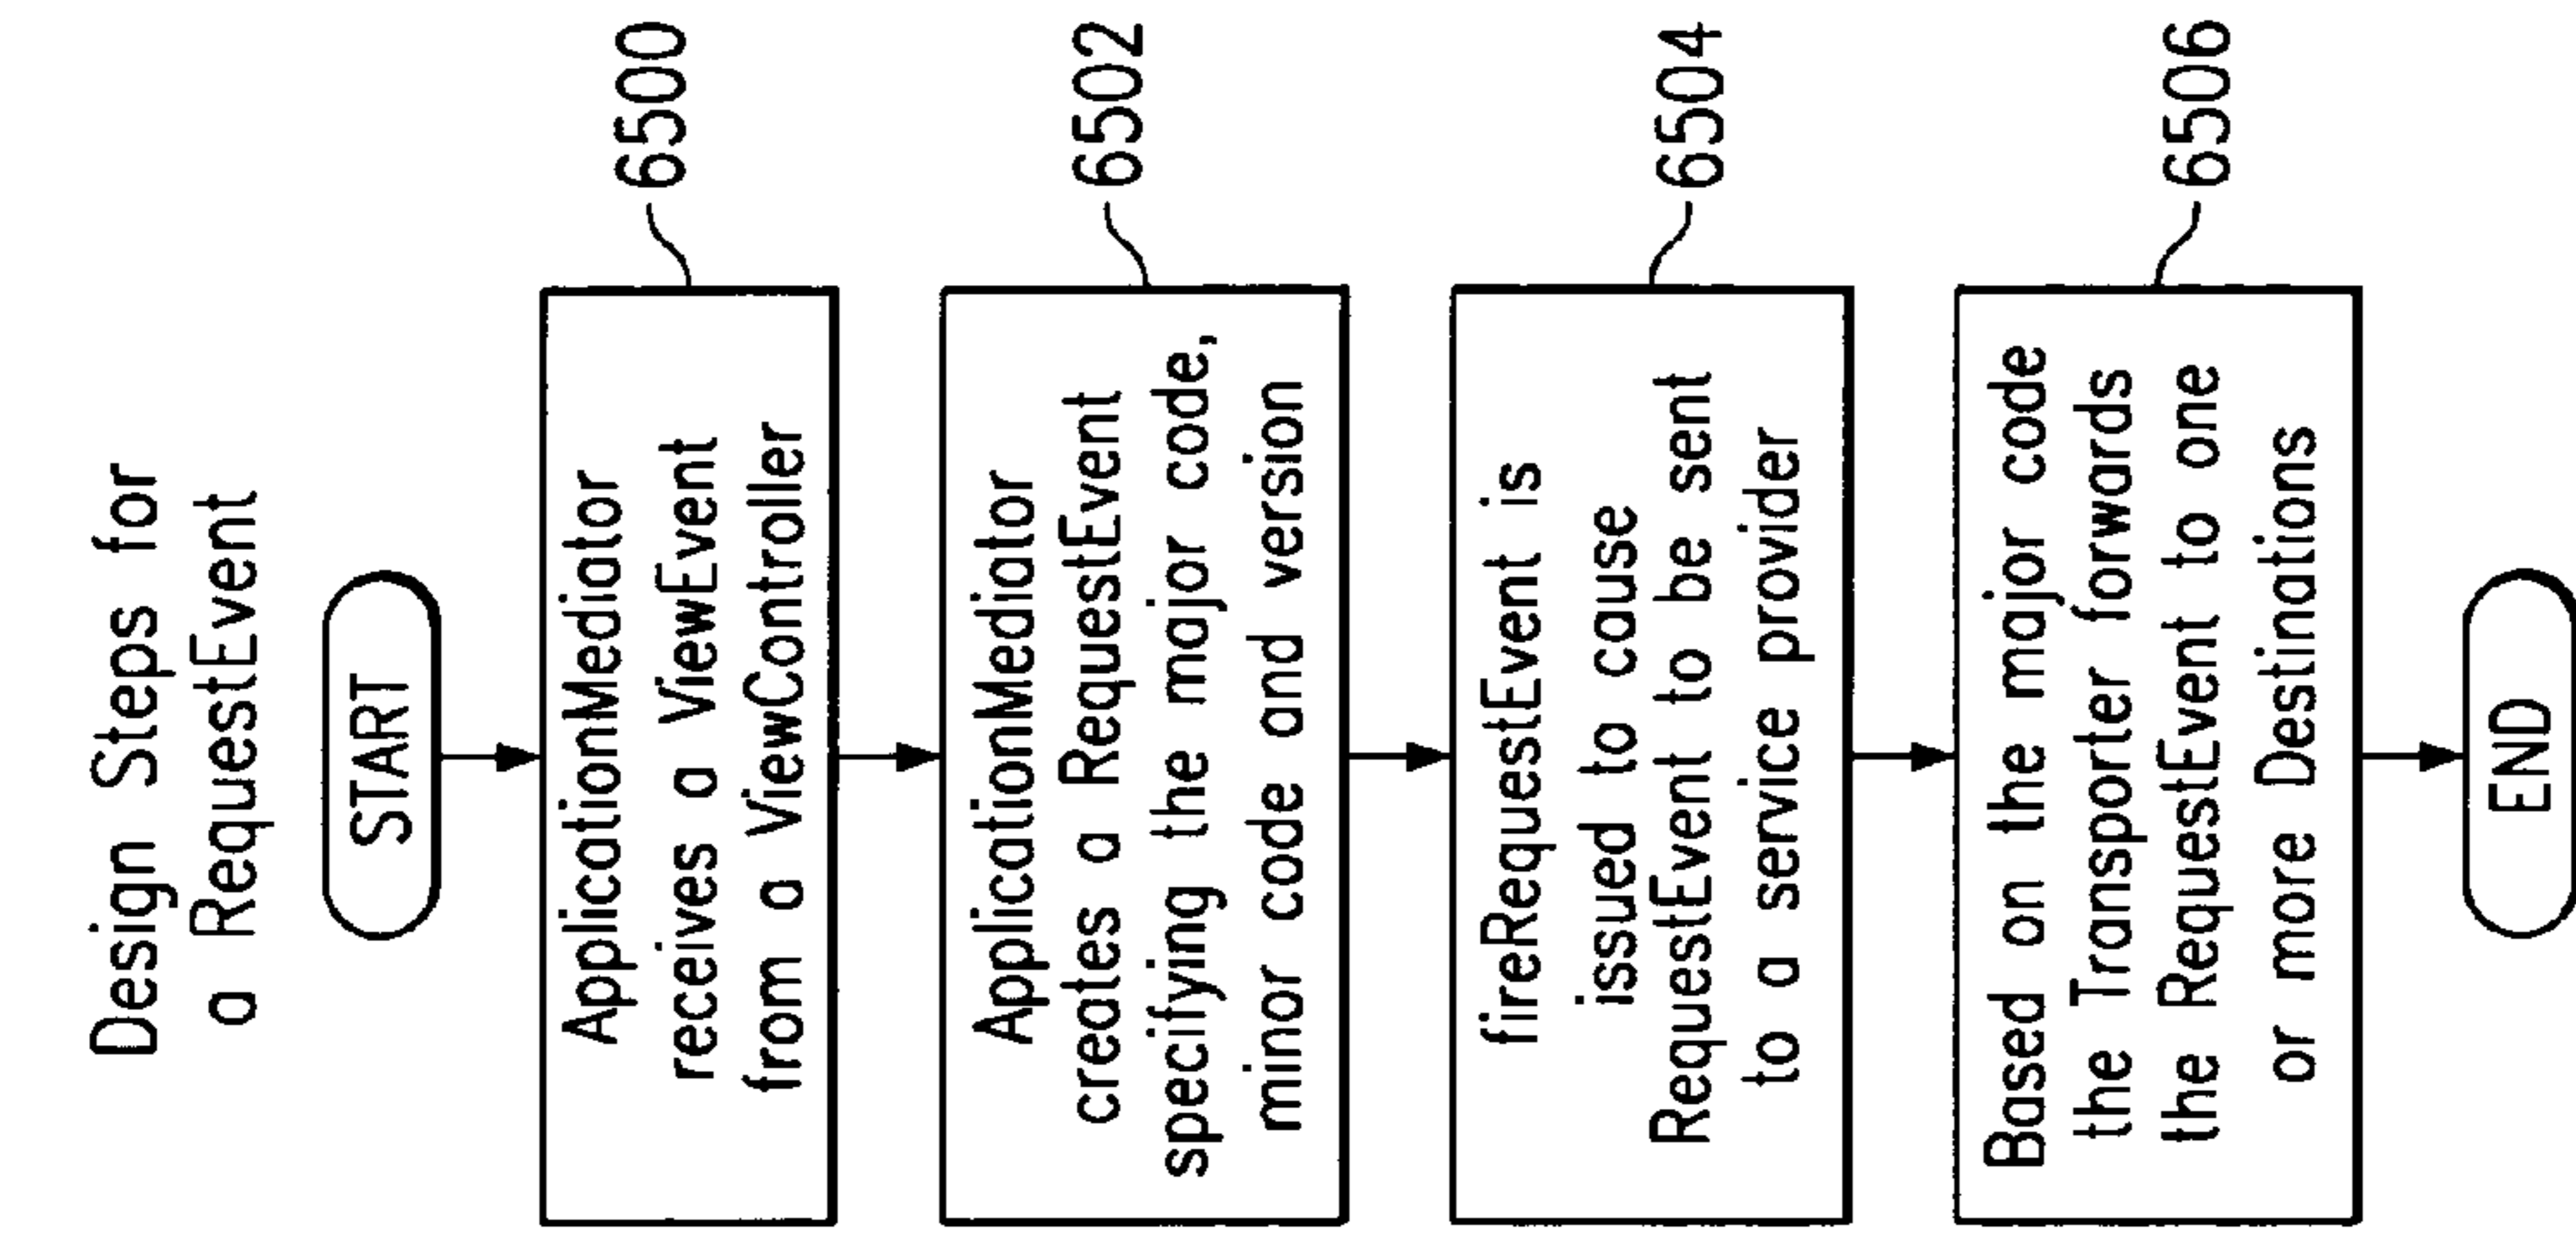 Design Steps for
a RequestEvent
START
ApplicationMediator
receives a ViewEvent
from a ViewController
6500
ApplicationMediator
creates a RequestEvent
specifying the major code,
minor code and version
6502
fireRequestEvent is
issued to cause
RequestEvent to be sent
to a service provider
6504
Based on the major code
the Transporter forwards
the RequestEvent to one
or more Destinations
6506
END